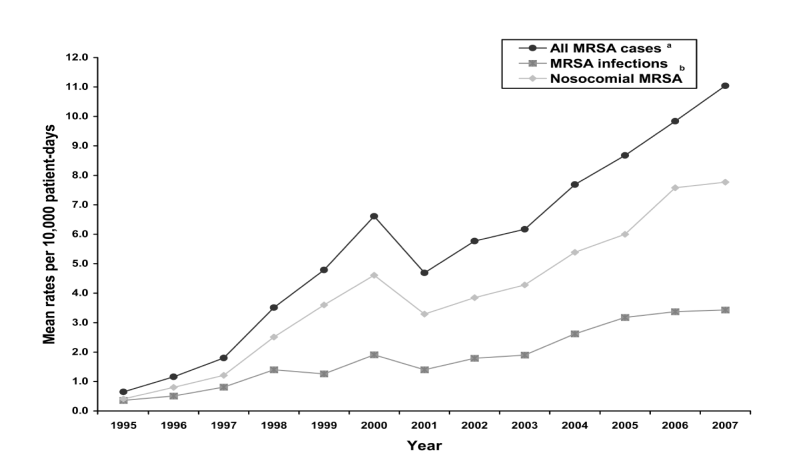 All MRSA cases a
MRSA infections b
Nosocomial MRSA
Mean rates per 10,000 patient-days
12.0
11.0
10.0
9.0
8.0
7.0
6.0
5.0
4.0
3.0
2.0
1.0
0.0
1995 1996 1997 1998 1999 2000 2001 2002 2003 2004 2005 2006 2007
Year